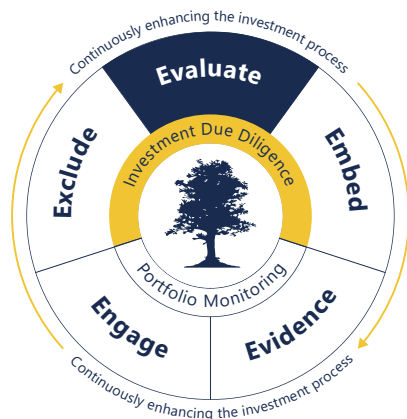 Continuously enhancing the investment process
Evaluate
Investment Due Diligence
Exclude
Embed
Portfolio Monitoring
Engage
Evidence
Continuously enhancing the investment process